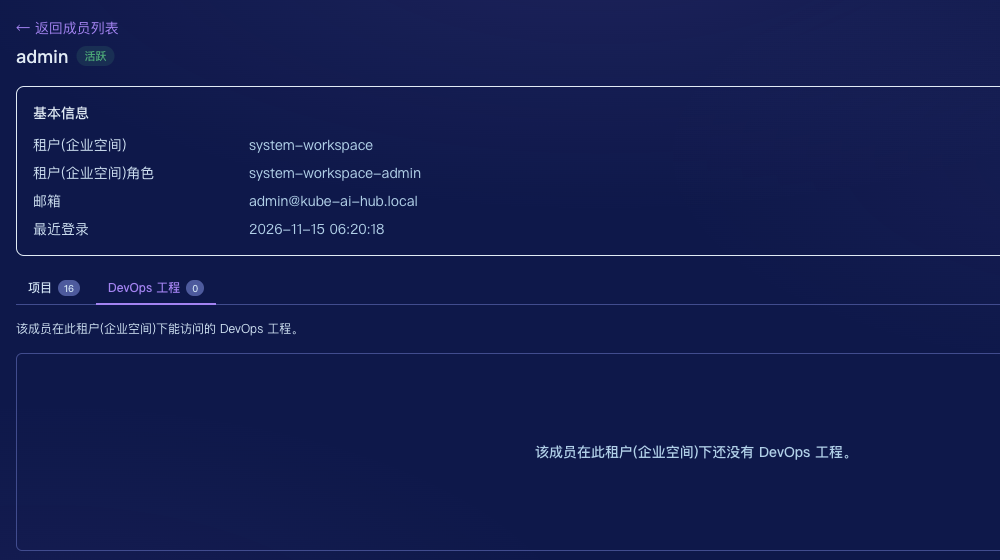 ← 返回成员列表
admin 活跃
基本信息
租户(企业空间) system-workspace
租户(企业空间)角色 system-workspace-admin
邮箱 admin@kube-ai-hub.local
最近登录 2026-11-15 06:20:18
项目 16 DevOps 工程 0
该成员在此租户(企业空间)下能访问的 DevOps 工程。
该成员在此租户(企业空间)下还没有 DevOps 工程。